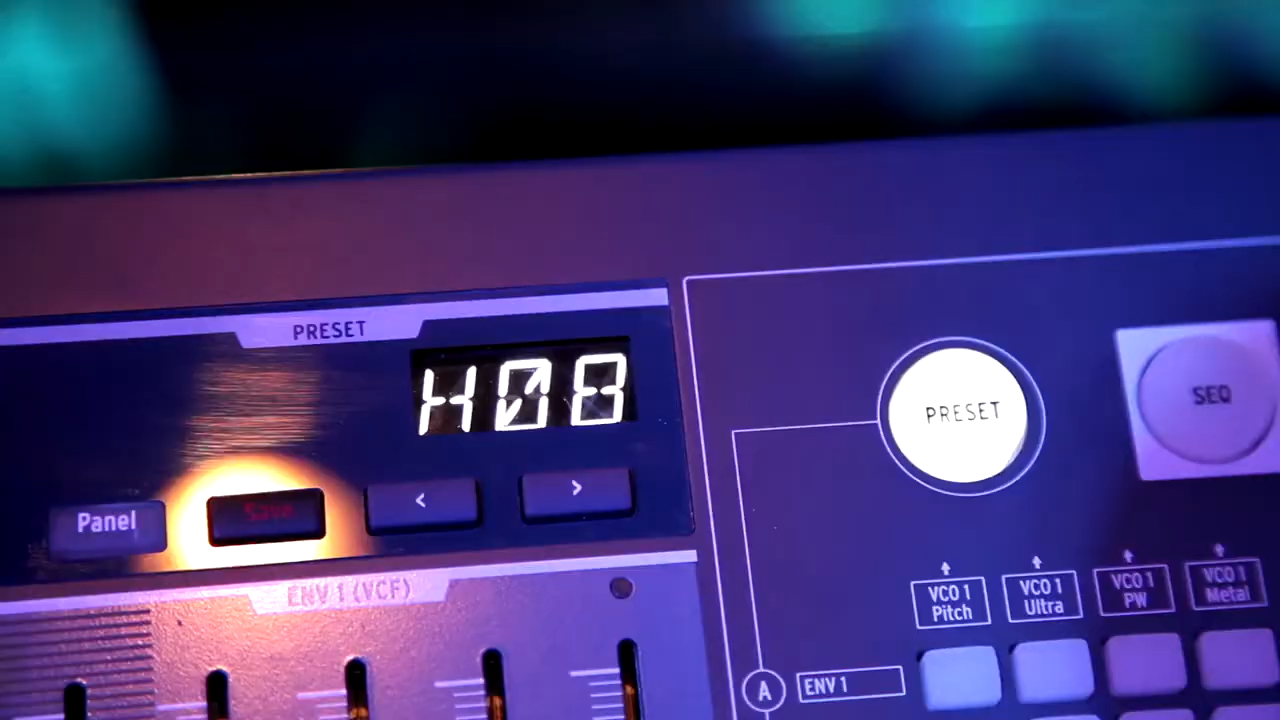 PRESET
H08
Panel
Save
<
>
ENV 1 (VCF)
PRESET
SEQ
VCO 1
Pitch
VCO 1
Ultra
VCO 1
PW
VCO 1
Metal
A
ENV 1